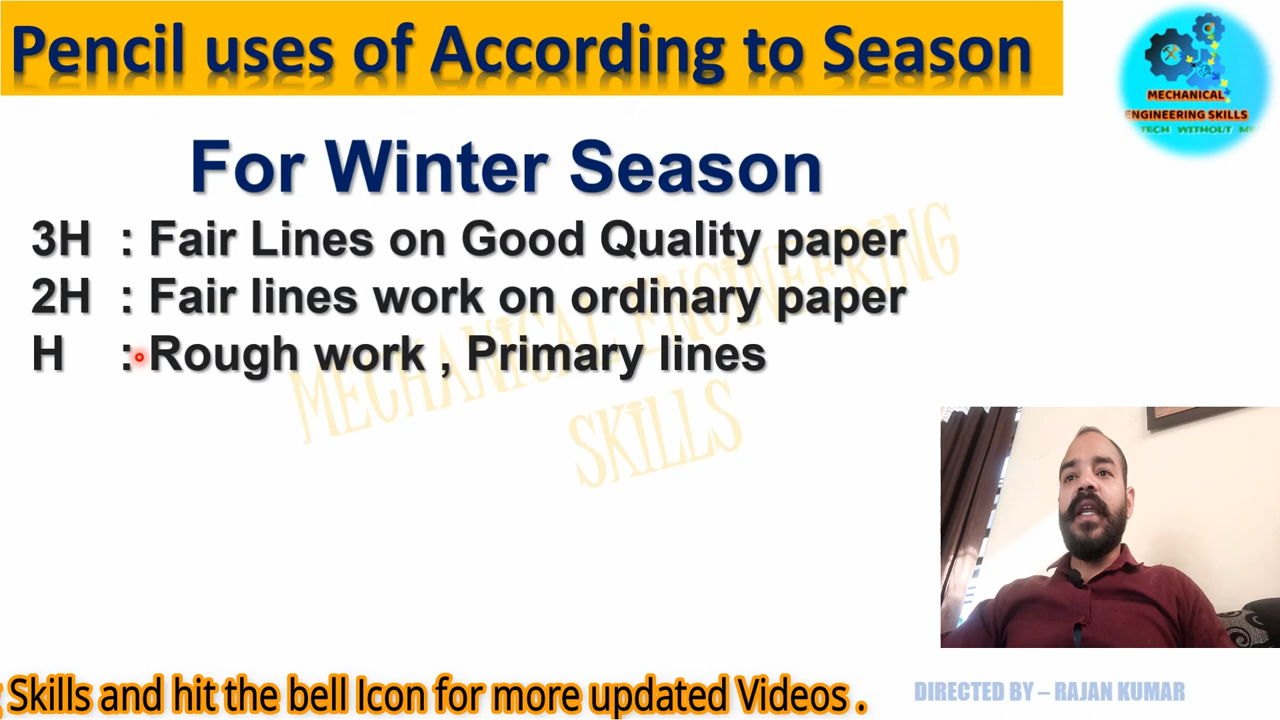 Pencil uses of According to Season
MECHANICAL
ENGINEERING SKILLS
TECH WITHOUT
For Winter Season
3H : Fair Lines on Good Quality paper
2H : Fair lines work on ordinary paper
H : Rough work , Primary lines
MECHANICAL ENGINEERING
SKILLS
Skills and hit the bell Icon for more updated Videos .
DIRECTED BY – RAJAN KUMAR